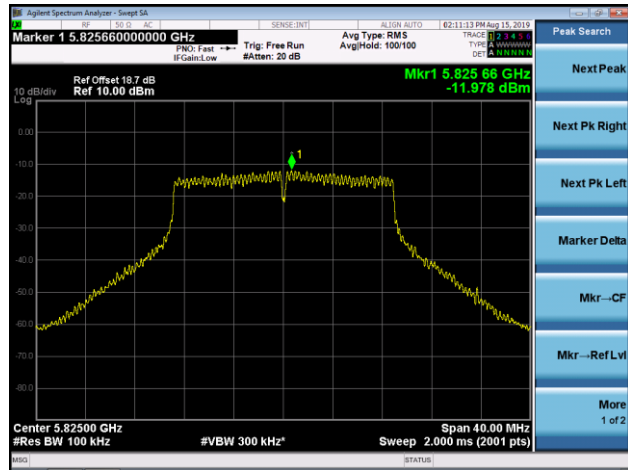 Agilent Spectrum Analyzer - Swept SA
RF 50 Ω AC SENSE:INT ALIGN AUTO 02:11:13 PM Aug 15, 2019
Marker 1 5.825660000000 GHz
PNO: Fast
IFGain:Low
Trig: Free Run
#Atten: 20 dB
Avg Type: RMS
Avg|Hold: 100/100
TRACE 1 2 3 4 5 6
TYPE A WWWWW
DET A N N N N N
Peak Search
Ref Offset 18.7 dB
Ref 10.00 dBm
10 dB/div
Log
Mkr1 5.825 66 GHz
-11.978 dBm
0.00
-10.0
-20.0
-30.0
-40.0
-50.0
-60.0
-70.0
-80.0
1
Center 5.82500 GHz
Span 40.00 MHz
#Res BW 100 kHz
#VBW 300 kHz*
Sweep 2.000 ms (2001 pts)
MSG
STATUS
Next Peak
Next Pk Right
Next Pk Left
Marker Delta
Mkr→CF
Mkr→Ref Lvl
More
1 of 2